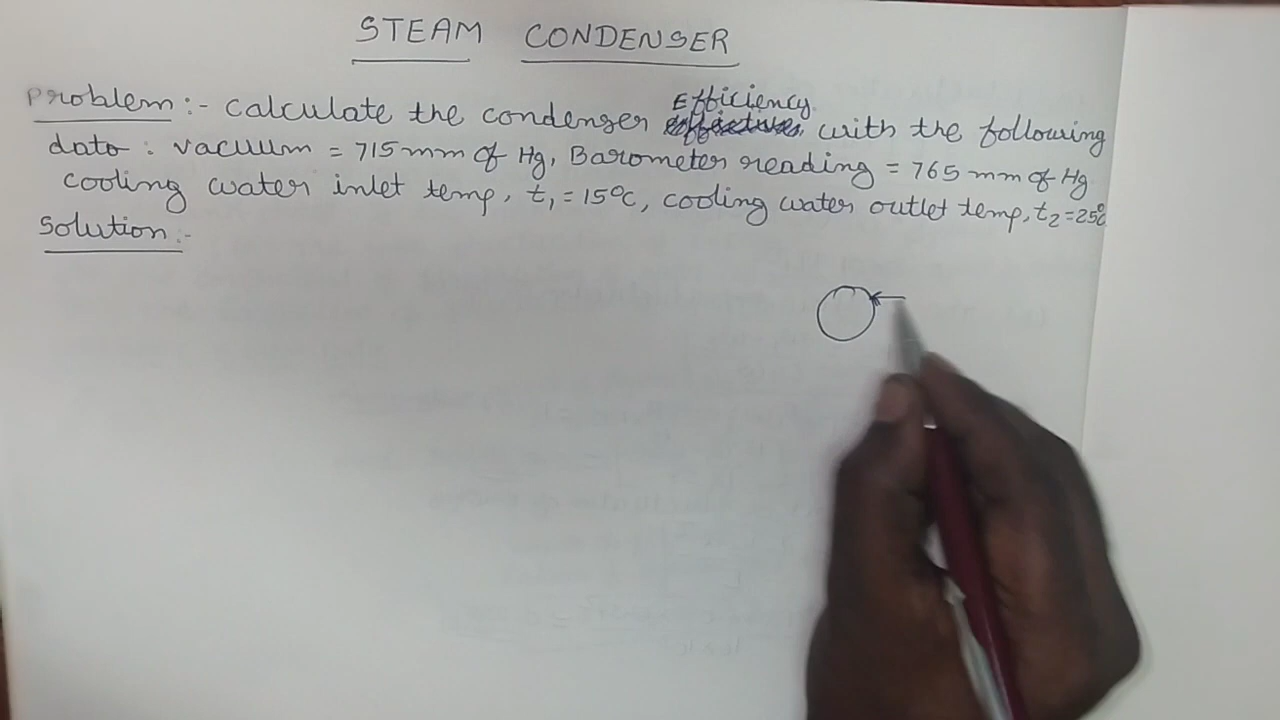 STEAM CONDENSER
Problem:- Calculate the condenser Efficiency with the following
data: vacuum = 715 mm of Hg, Barometer reading = 765 mm of Hg
cooling water inlet temp, t₁ = 15°C, cooling water outlet temp, t₂ = 25°C
Solution:-